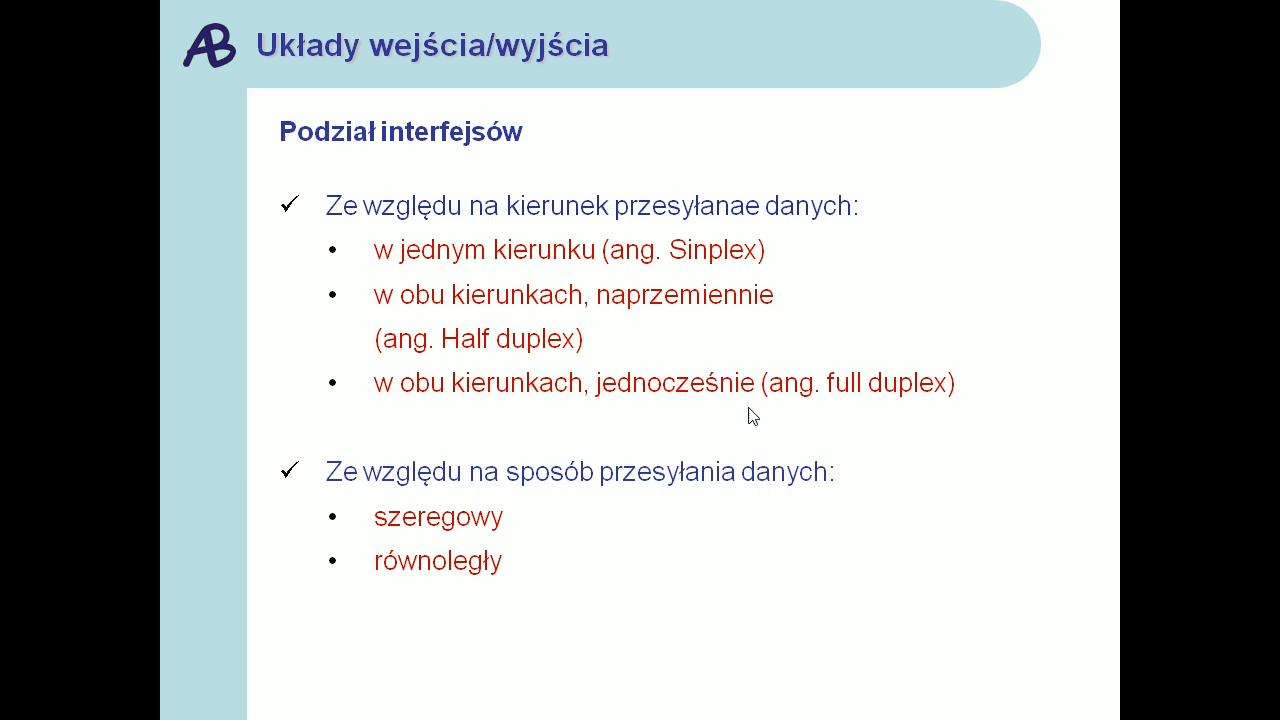 AB
Układy wejścia/wyjścia
Podział interfejsów
Ze względu na kierunek przesyłanae danych:
w jednym kierunku (ang. Sinplex)
w obu kierunkach, naprzemiennie
(ang. Half duplex)
w obu kierunkach, jednocześnie (ang. full duplex)
Ze względu na sposób przesyłania danych:
szeregowy
równoległy